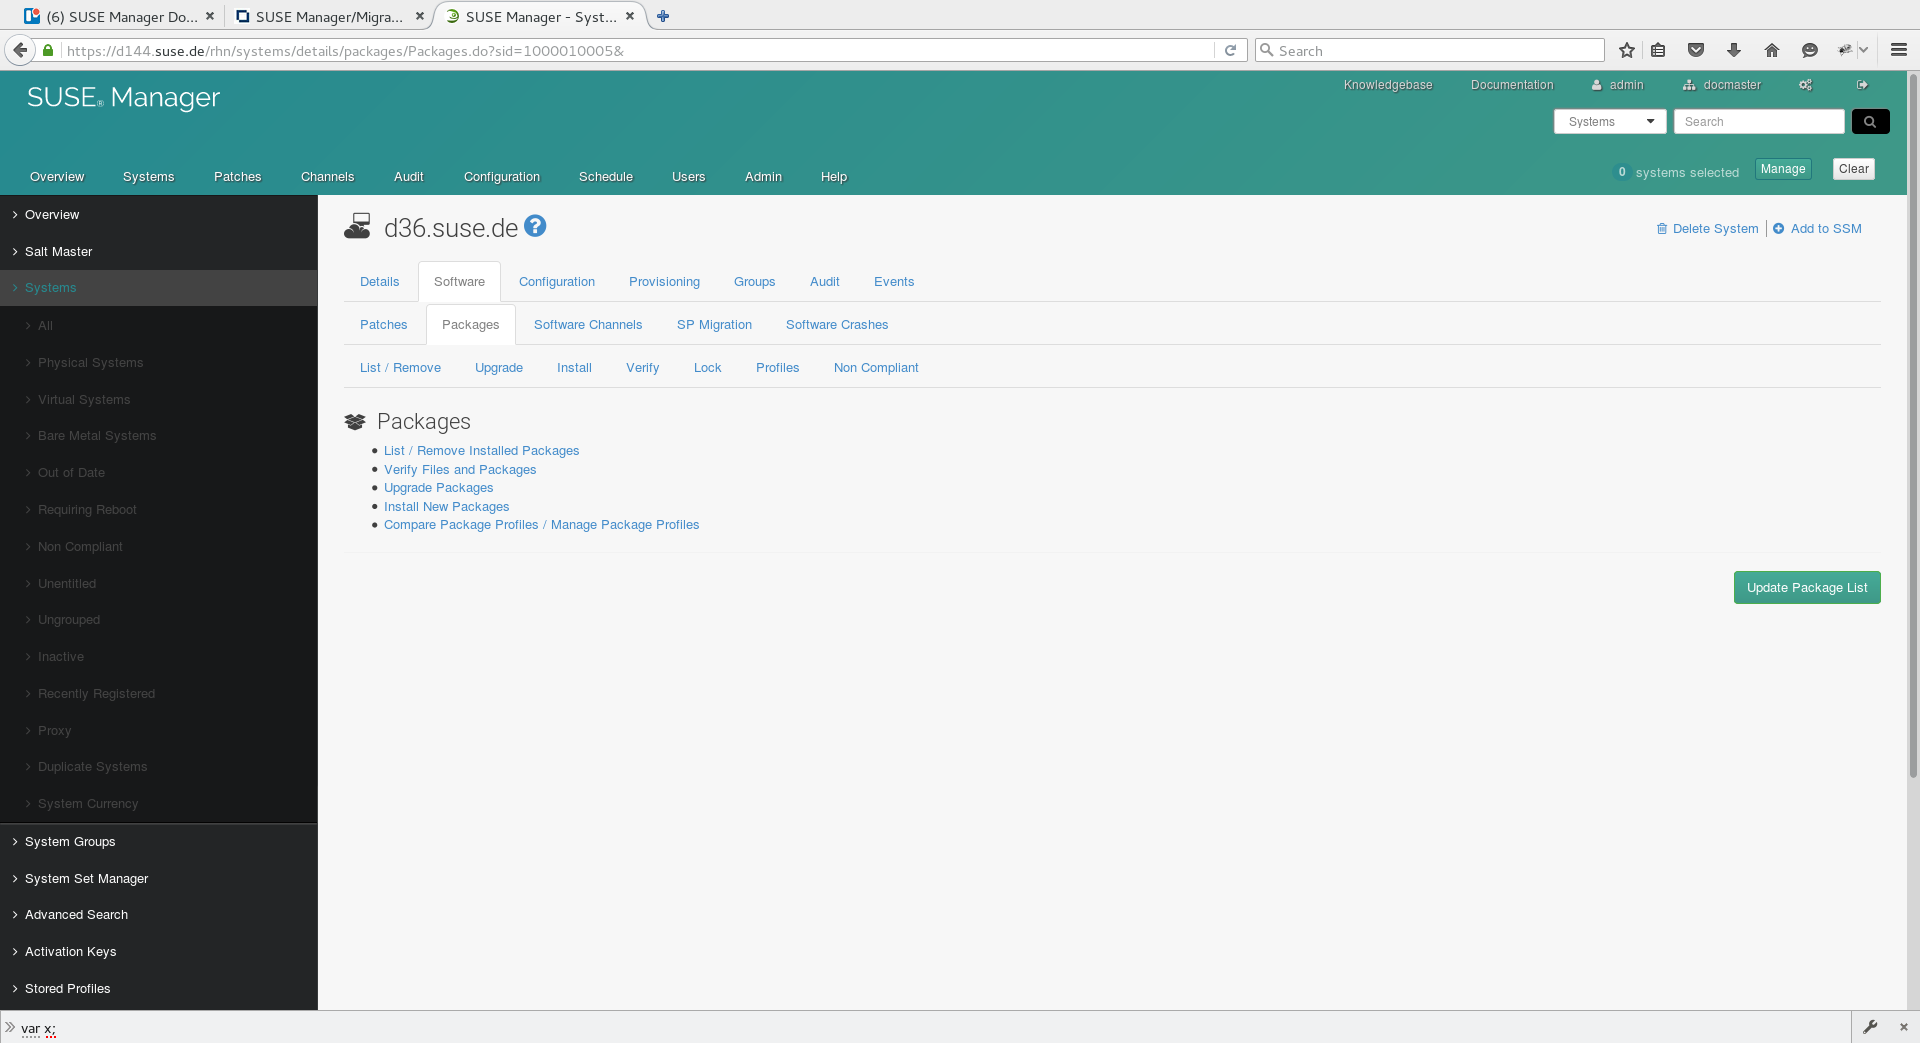 (6) SUSE Manager Do...
SUSE Manager/Migra...
SUSE Manager - Syst...
https://d144.suse.de/rhn/systems/details/packages/Packages.do?sid=1000010005&
Search
SUSE® Manager
Knowledgebase
Documentation
admin
docmaster
Systems
Search
Overview
Systems
Patches
Channels
Audit
Configuration
Schedule
Users
Admin
Help
0 systems selected
Manage
Clear
Overview
Salt Master
Systems
All
Physical Systems
Virtual Systems
Bare Metal Systems
Out of Date
Requiring Reboot
Non Compliant
Unentitled
Ungrouped
Inactive
Recently Registered
Proxy
Duplicate Systems
System Currency
System Groups
System Set Manager
Advanced Search
Activation Keys
Stored Profiles
d36.suse.de
Delete System
Add to SSM
Details
Software
Configuration
Provisioning
Groups
Audit
Events
Patches
Packages
Software Channels
SP Migration
Software Crashes
List / Remove
Upgrade
Install
Verify
Lock
Profiles
Non Compliant
Packages
• List / Remove Installed Packages
• Verify Files and Packages
• Upgrade Packages
• Install New Packages
• Compare Package Profiles / Manage Package Profiles
Update Package List
var x;